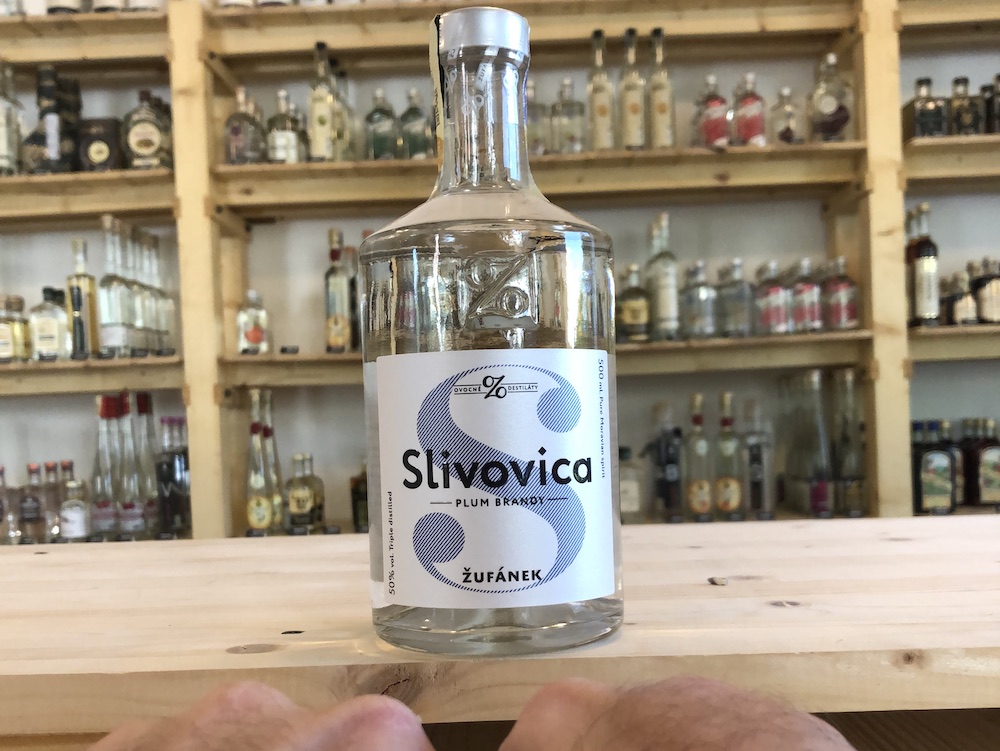 OVOCNÉ % DESTILÁTY
Slivovica
PLUM BRANDY
ŽUFÁNEK
50% vol. Triple distilled
500 ml. Pure Moravian spirit